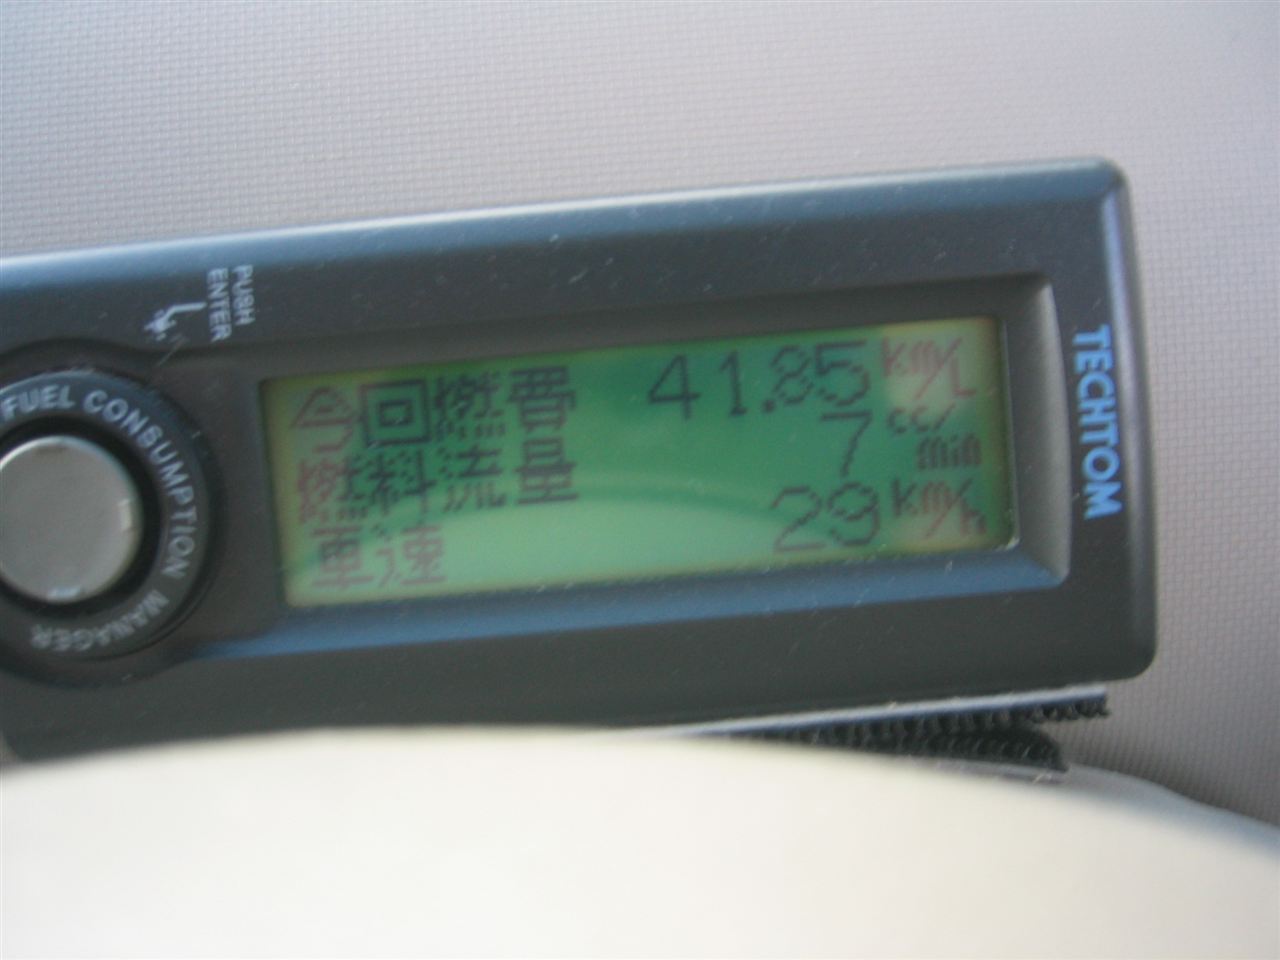 PUSH
ENTER
FUEL CONSUMPTION MANAGER
今回燃費 41.85 km/L
燃料流量 7 cc/min
車速 29 km/h
TECHTOM